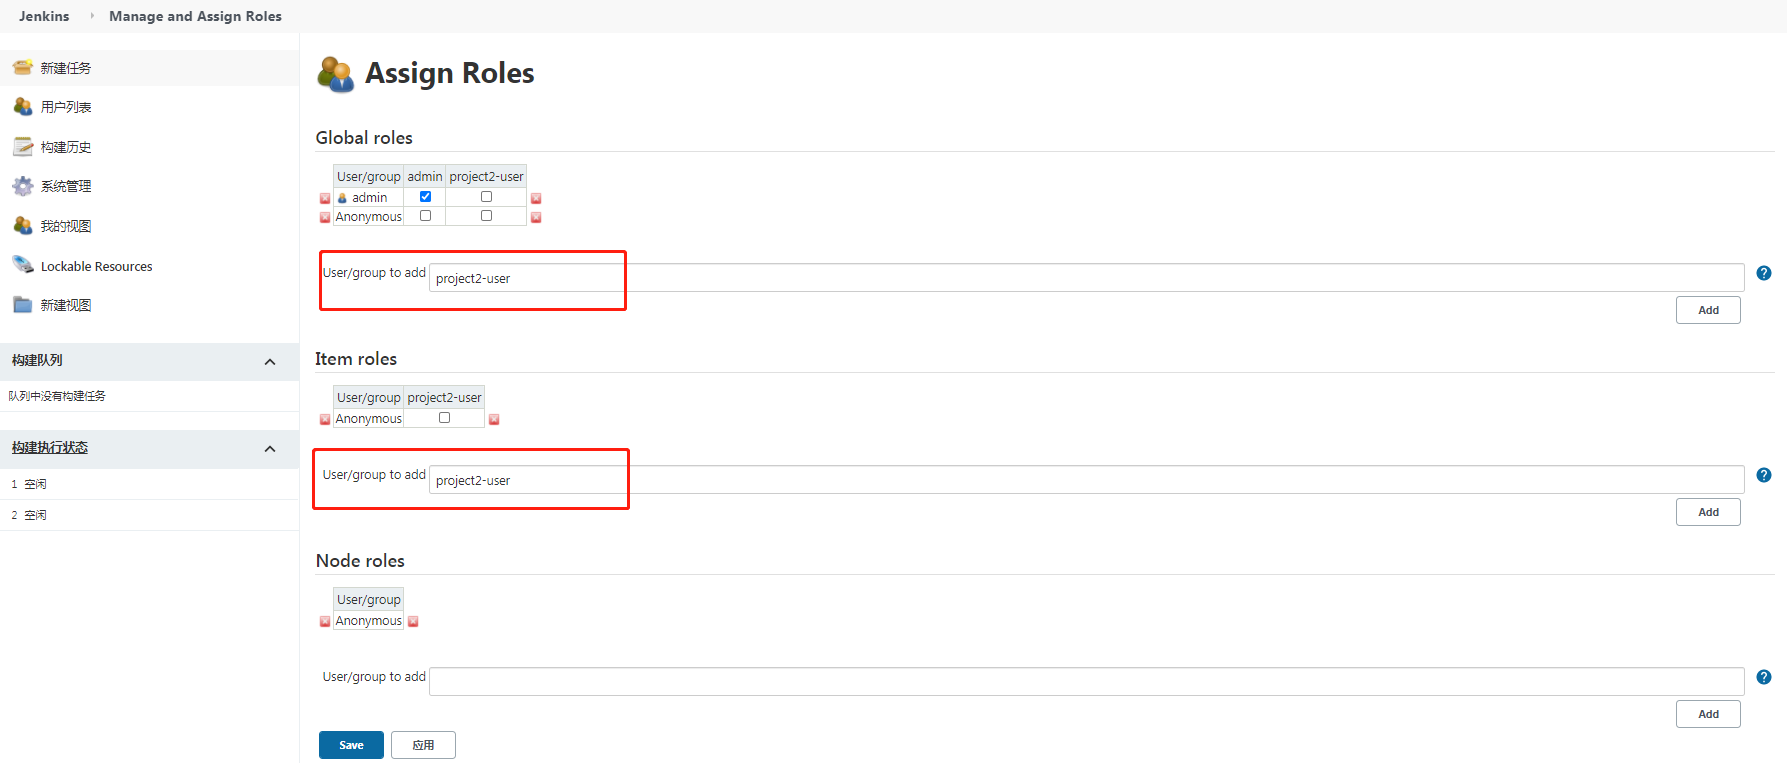 Jenkins Manage and Assign Roles
新建任务
用户列表
构建历史
系统管理
我的视图
Lockable Resources
新建视图
构建队列
队列中没有构建任务
构建执行状态
1 空闲
2 空闲
Assign Roles
Global roles
User/group admin project2-user
admin
Anonymous
User/group to add project2-user
Add
Item roles
User/group project2-user
Anonymous
User/group to add project2-user
Add
Node roles
User/group
Anonymous
User/group to add
Add
Save 应用